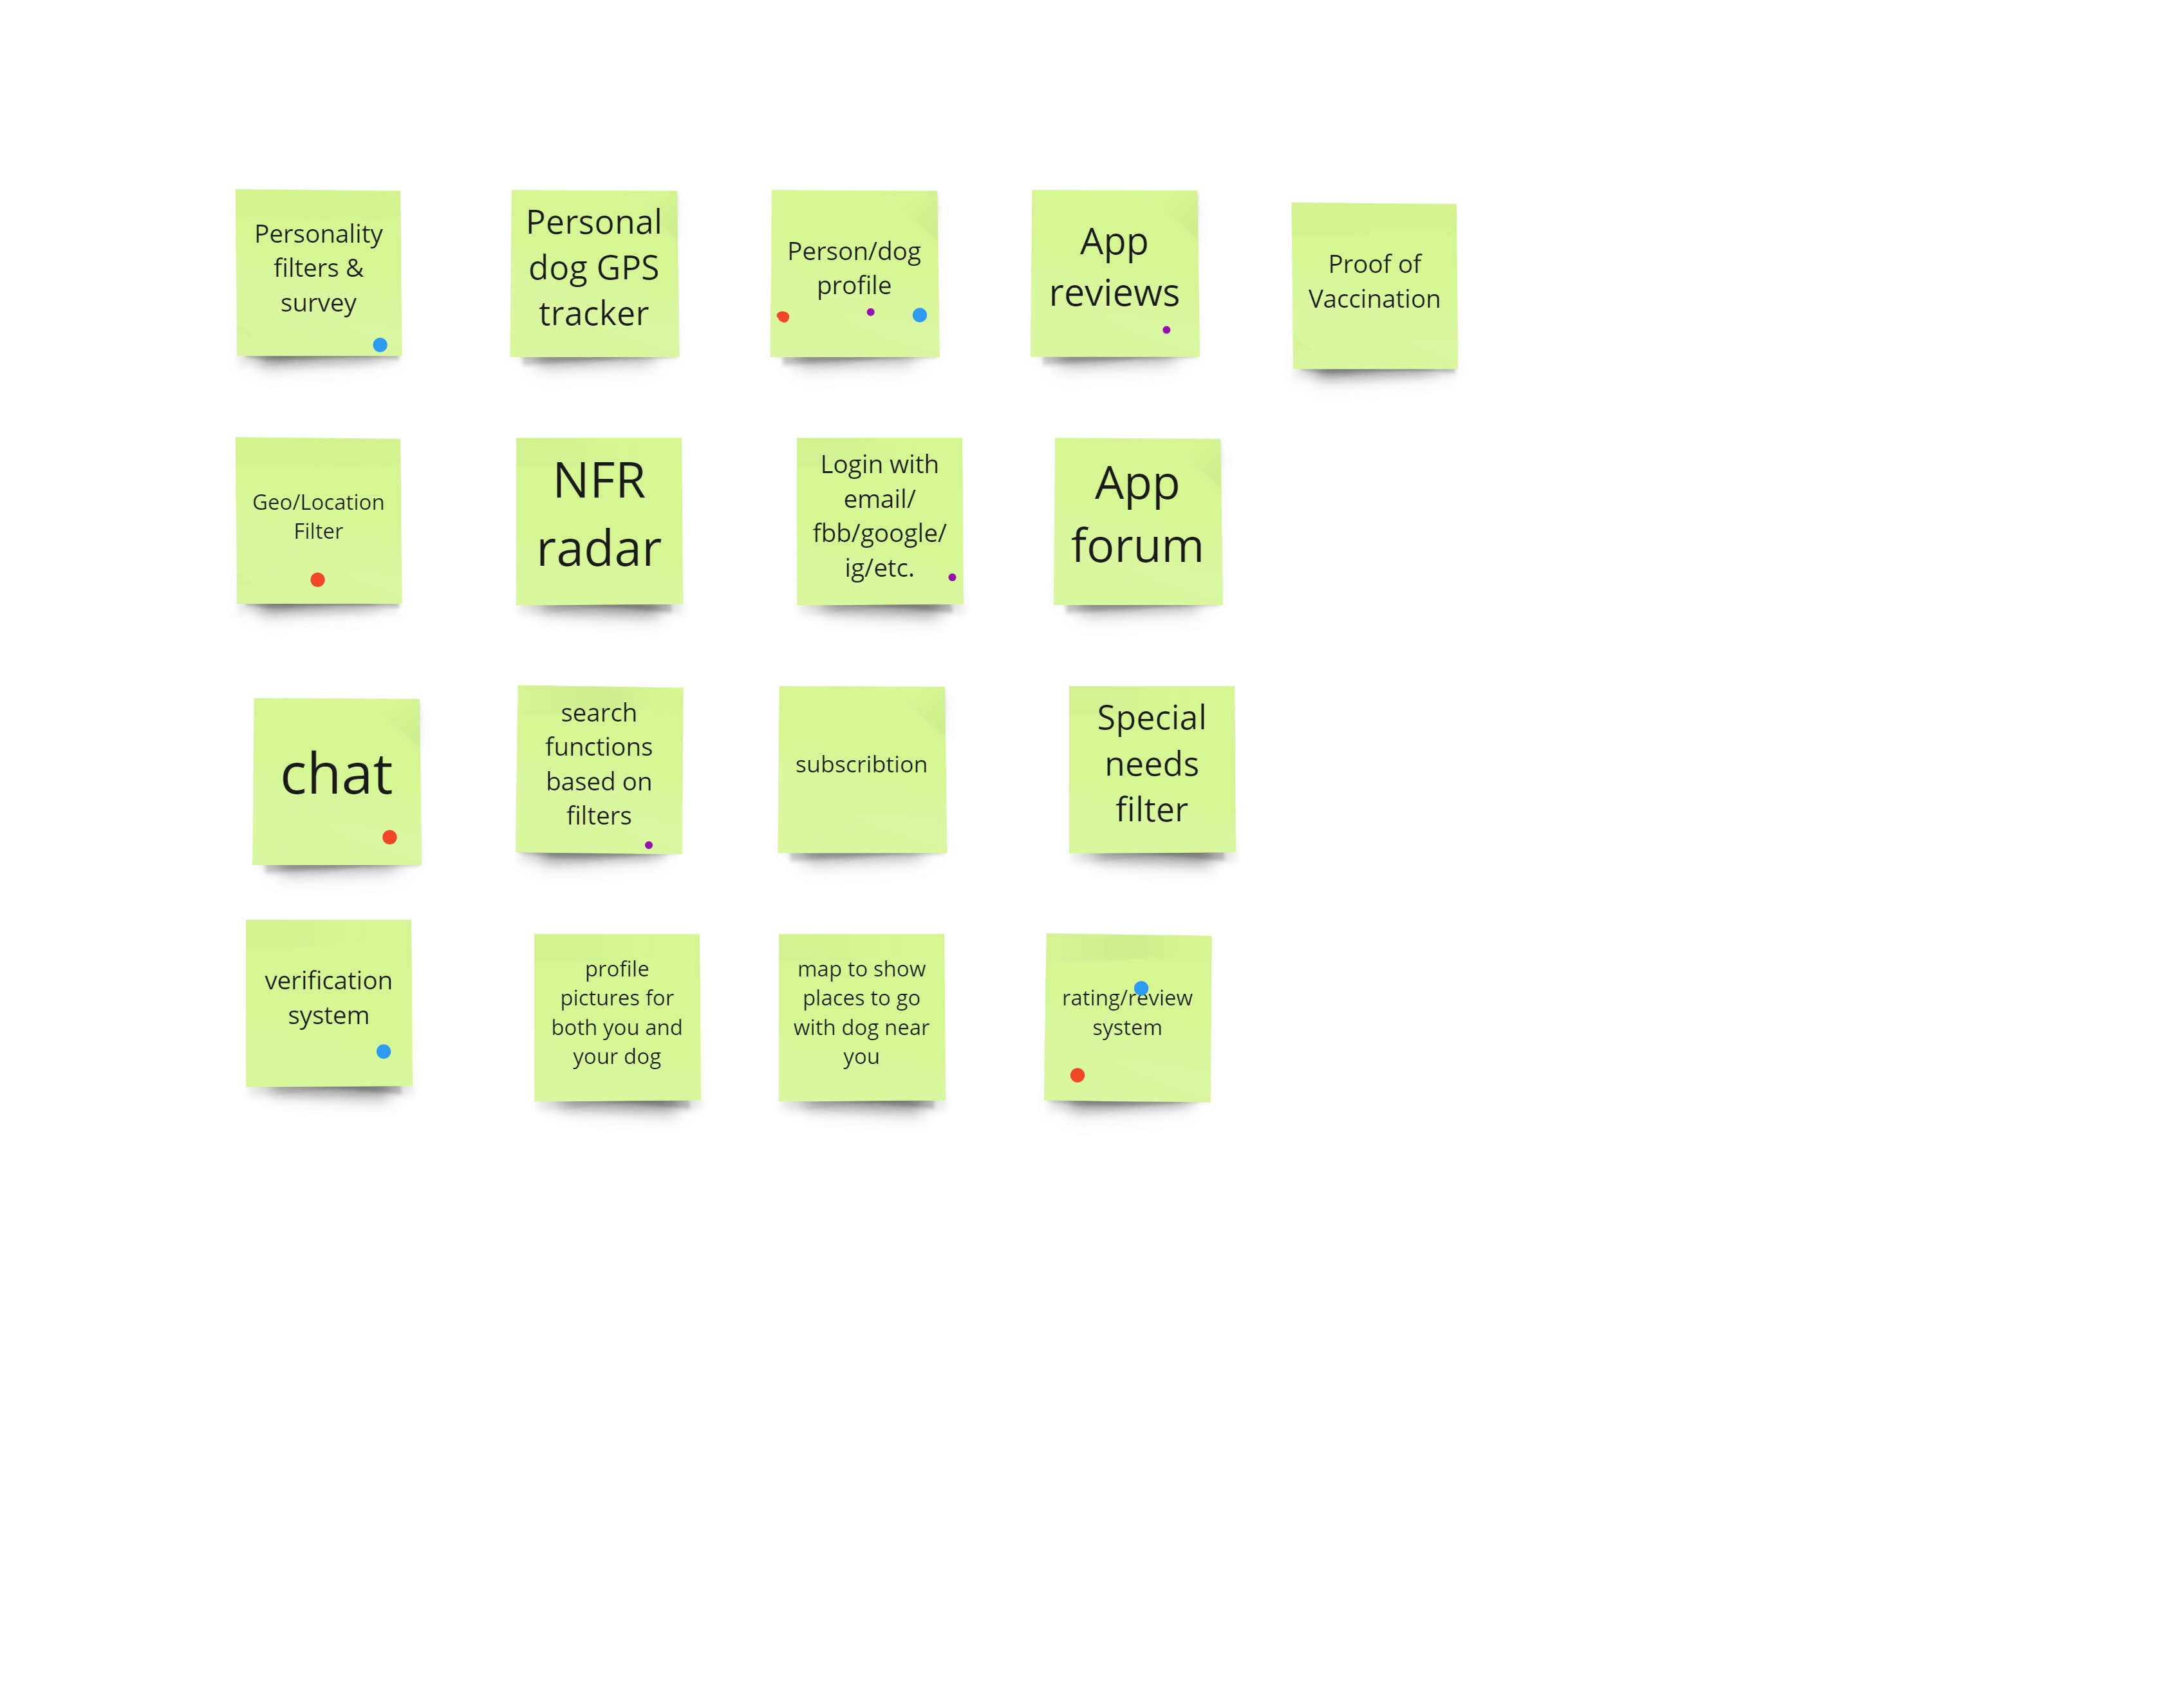 Personality
filters &
survey
Personal
dog GPS
tracker
Person/dog
profile
App
reviews
Proof of
Vaccination
Geo/Location
Filter
NFR
radar
Login with
email/
fbb/google/
ig/etc.
App
forum
chat
search
functions
based on
filters
subscribtion
Special
needs
filter
verification
system
profile
pictures for
both you and
your dog
map to show
places to go
with dog near
you
rating/review
system